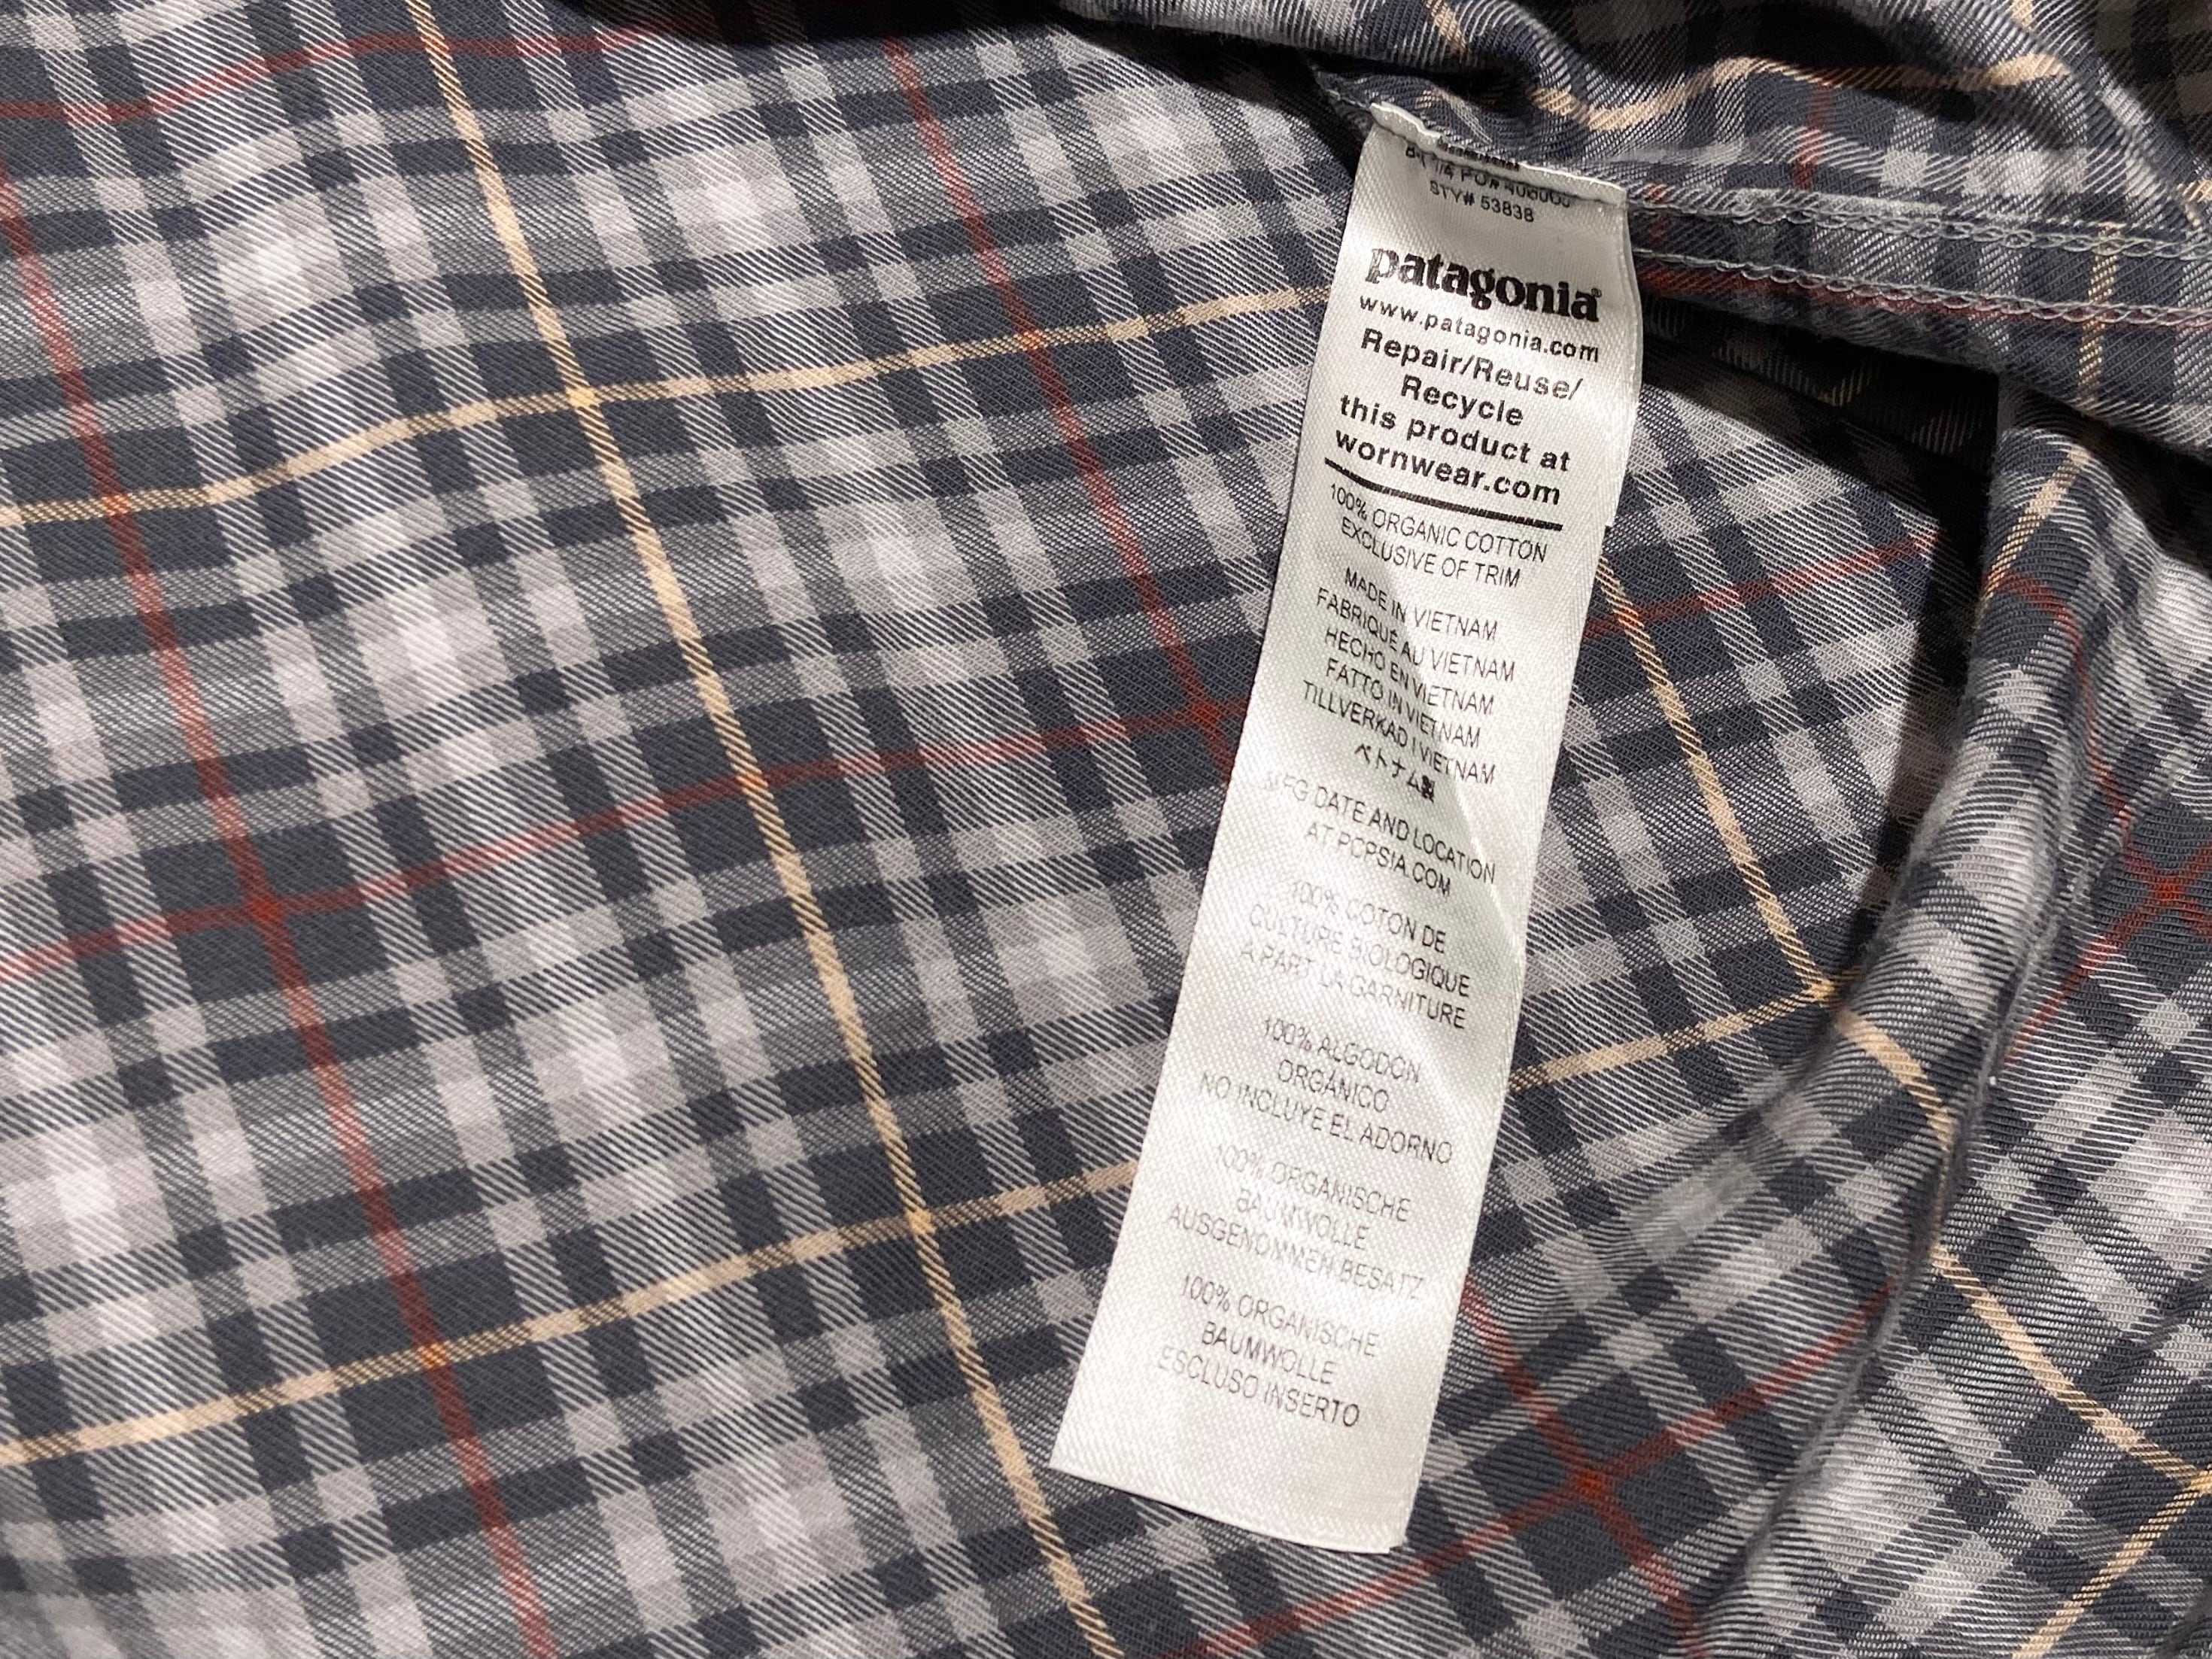 STY# 53838
patagonia®
www.patagonia.com
Repair/Reuse/
Recycle
this product at
wornwear.com
100% ORGANIC COTTON
EXCLUSIVE OF TRIM
MADE IN VIETNAM
FABRIQUÉ AU VIETNAM
HECHO EN VIETNAM
FATTO IN VIETNAM
TILLVERKAD I VIETNAM
ベトナム製
MFG DATE AND LOCATION
AT PCPSIA.COM
100% COTON DE
CULTURE BIOLOGIQUE
A PART LA GARNITURE
100% ALGODON
ORGÁNICO
NO INCLUYE EL ADORNO
100% ORGANISCHE
BAUMWOLLE
AUSGENOMMEN BESATZ
100% ORGANISCHE
BAUMWOLLE
ESCLUSO INSERTO